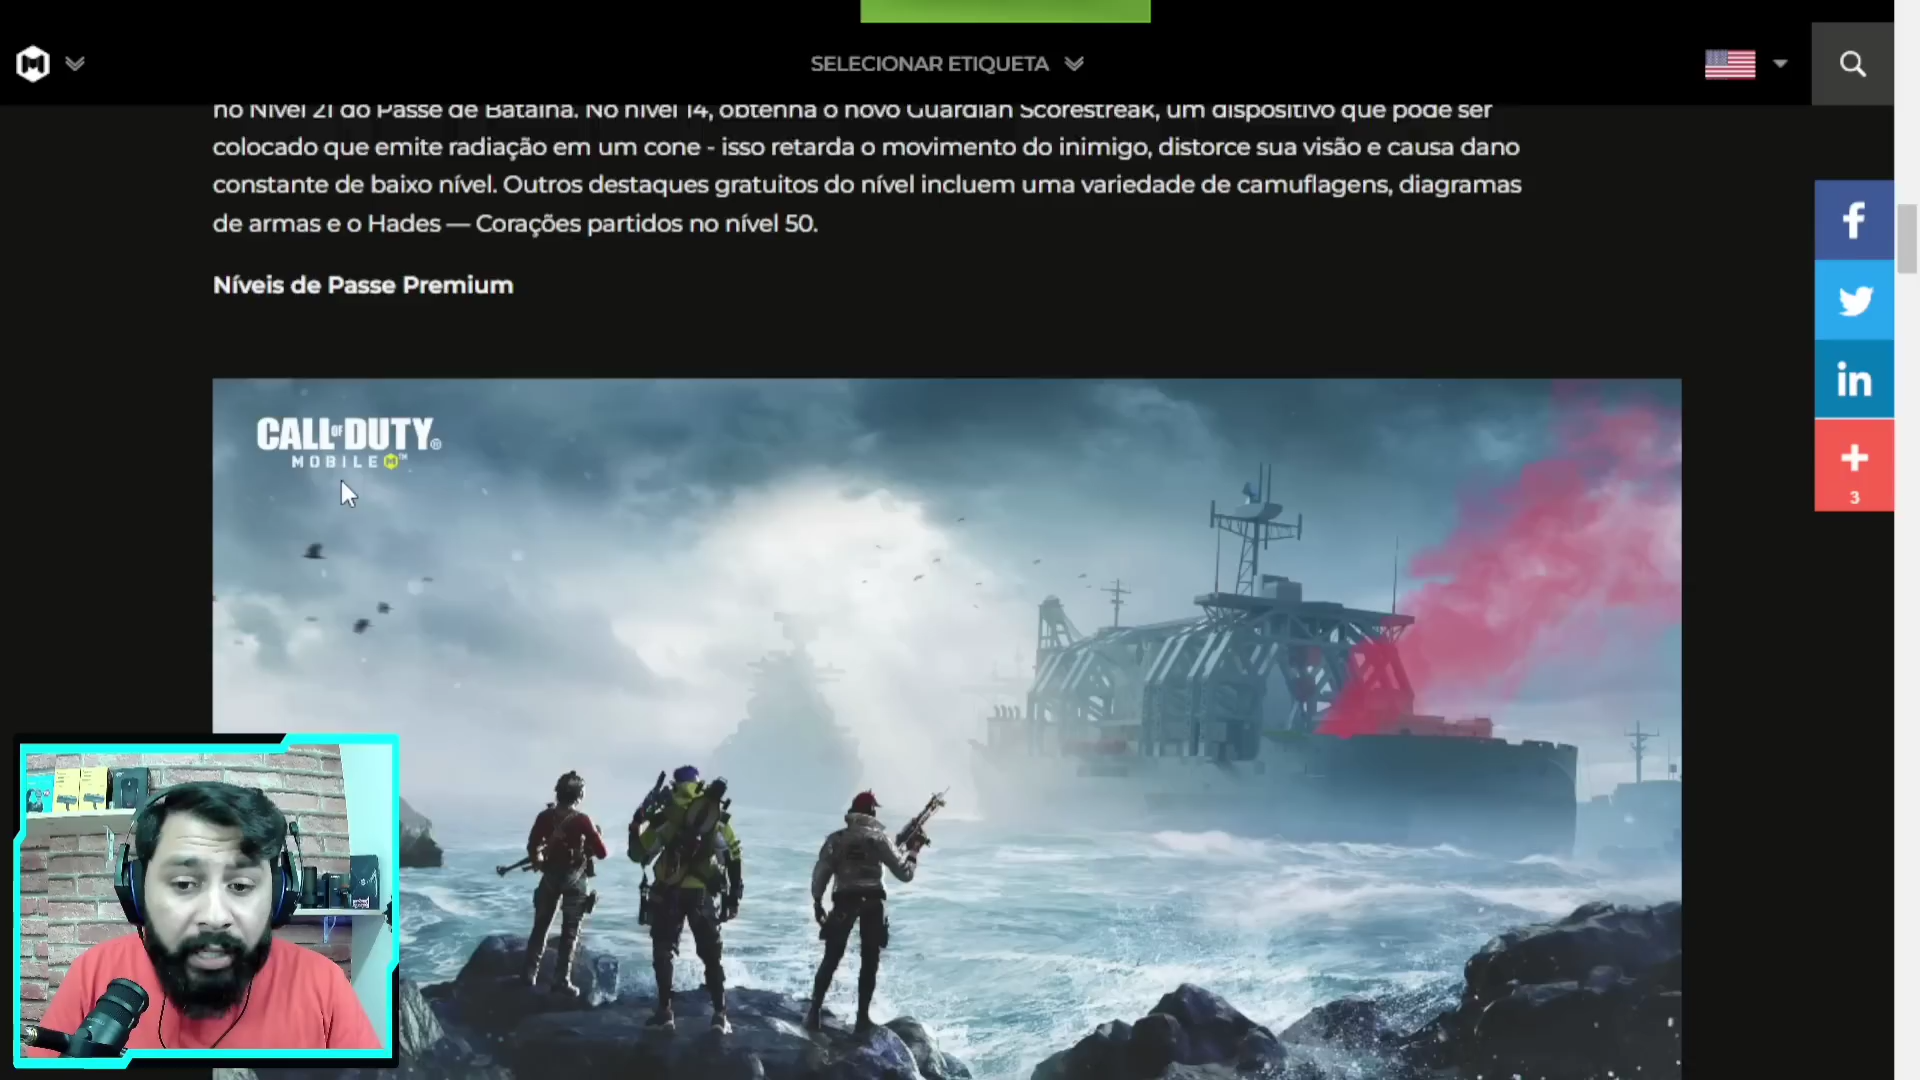 SELECIONAR ETIQUETA
no Nível 21 do Passe de Batalha. No nível 14, obtenha o novo Guardian Scorestreak, um dispositivo que pode ser
colocado que emite radiação em um cone - isso retarda o movimento do inimigo, distorce sua visão e causa dano
constante de baixo nível. Outros destaques gratuitos do nível incluem uma variedade de camuflagens, diagramas
de armas e o Hades — Corações partidos no nível 50.
Níveis de Passe Premium
CALL OF DUTY®
MOBILE™
3